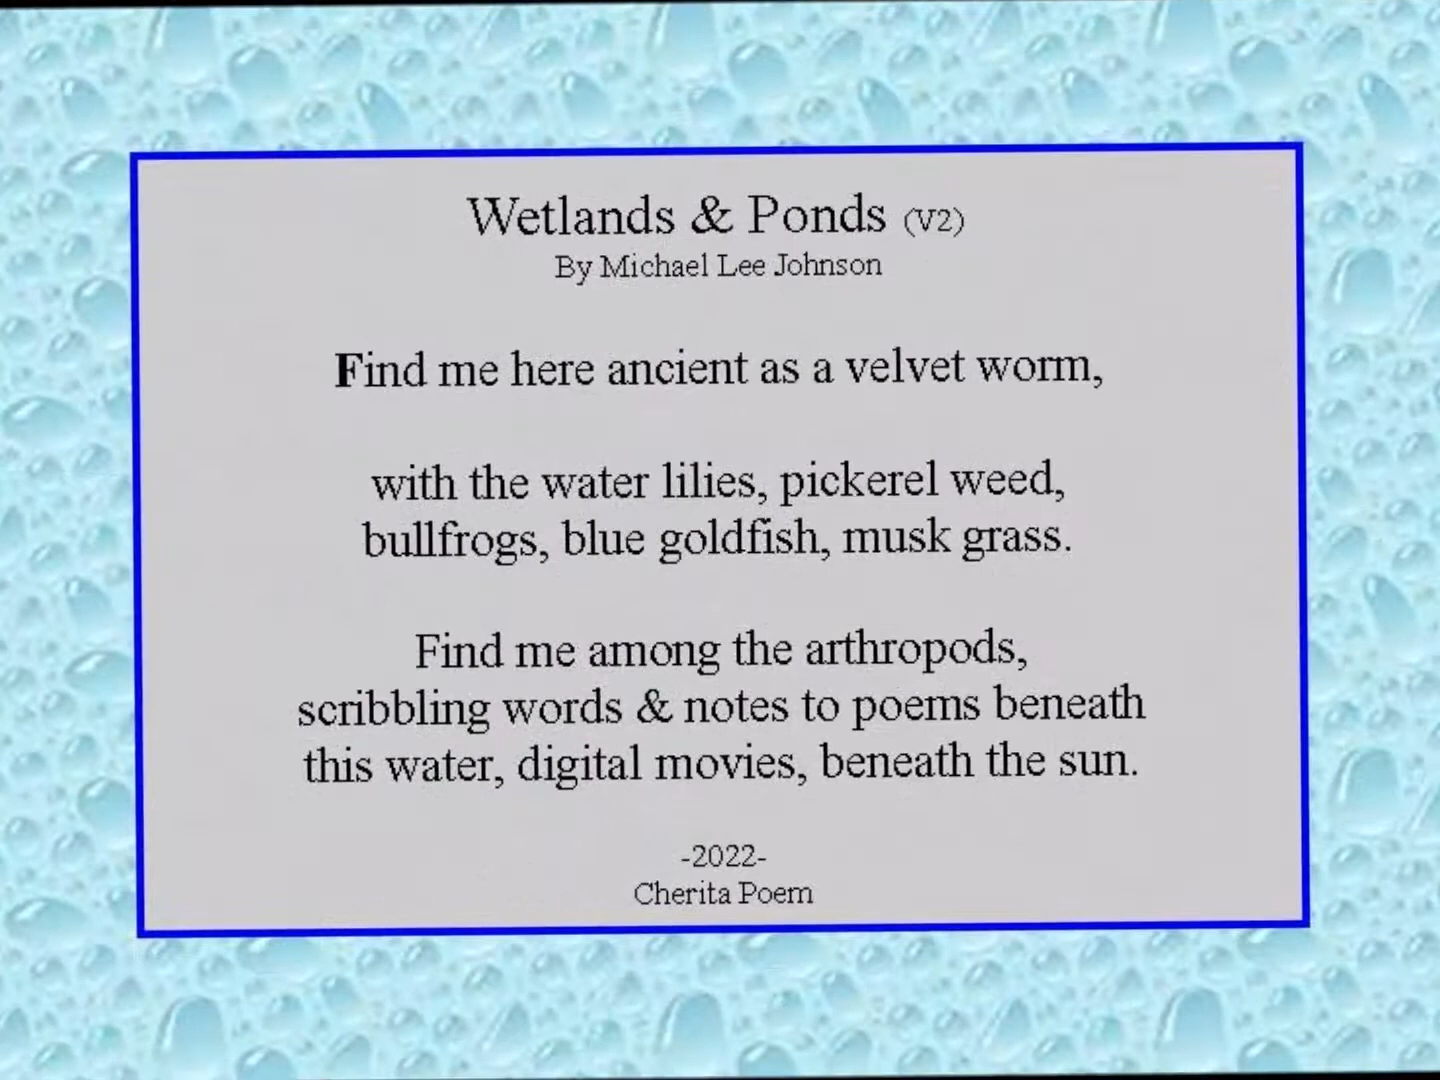 Wetlands & Ponds (V2)
By Michael Lee Johnson
Find me here ancient as a velvet worm,
with the water lilies, pickerel weed,
bullfrogs, blue goldfish, musk grass.
Find me among the arthropods,
scribbling words & notes to poems beneath
this water, digital movies, beneath the sun.
-2022-
Cherita Poem